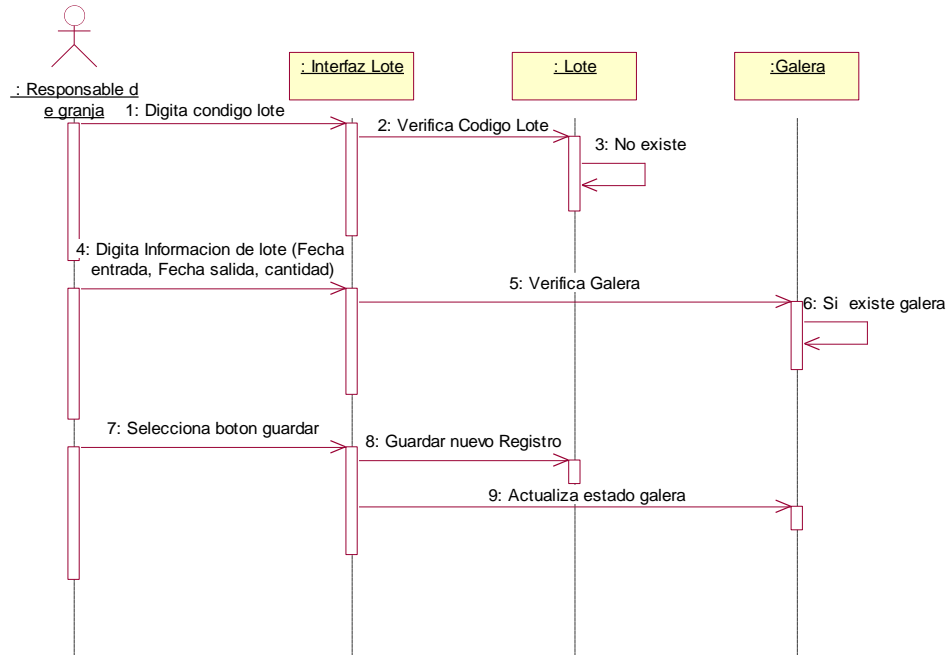 : Interfaz Lote
: Lote
:Galera
: Responsable d
e granja
1: Digita condigo lote
2: Verifica Codigo Lote
3: No existe
4: Digita Informacion de lote (Fecha
entrada, Fecha salida, cantidad)
5: Verifica Galera
6: Si existe galera
7: Selecciona boton guardar
8: Guardar nuevo Registro
9: Actualiza estado galera